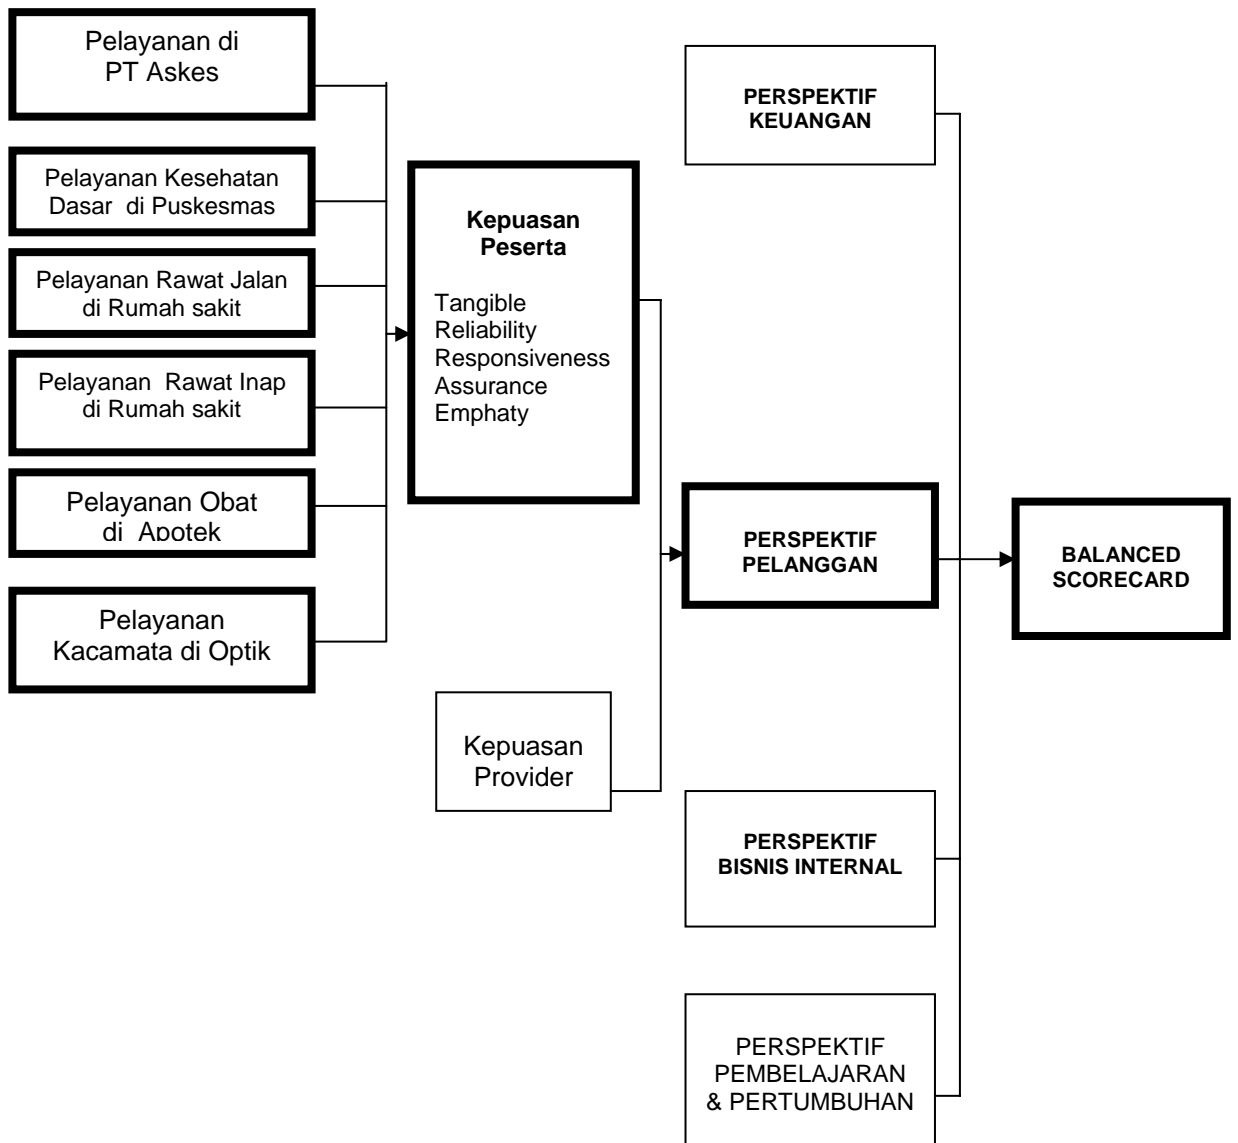 Pelayanan di
PT Askes
Pelayanan Kesehatan
Dasar di Puskesmas
Pelayanan Rawat Jalan
di Rumah sakit
Pelayanan Rawat Inap
di Rumah sakit
Pelayanan Obat
di Apotek
Pelayanan
Kacamata di Optik
Kepuasan
Peserta
Tangible
Reliability
Responsiveness
Assurance
Emphaty
Kepuasan
Provider
PERSPEKTIF
KEUANGAN
PERSPEKTIF
PELANGGAN
PERSPEKTIF
BISNIS INTERNAL
PERSPEKTIF
PEMBELAJARAN
& PERTUMBUHAN
BALANCED
SCORECARD